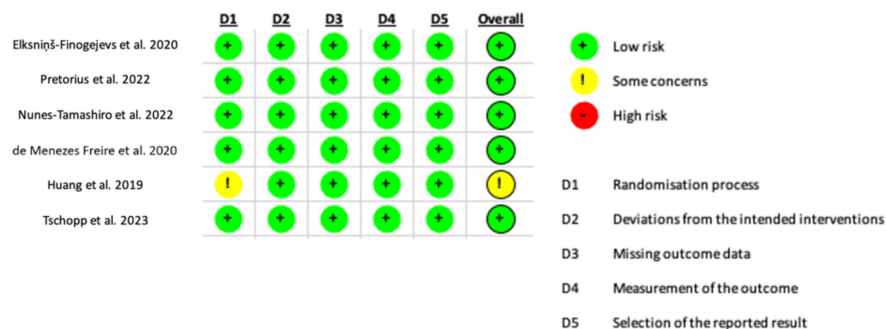 D1 D2 D3 D4 D5 Overall
Elksniņš-Finogejevs et al. 2020 + + + + + +
Pretorius et al. 2022 + + + + + +
Nunes-Tamashiro et al. 2022 + + + + + +
de Menezes Freire et al. 2020 + + + + + +
Huang et al. 2019 ! + + + + !
Tschopp et al. 2023 + + + + + +
+ Low risk
! Some concerns
- High risk
D1 Randomisation process
D2 Deviations from the intended interventions
D3 Missing outcome data
D4 Measurement of the outcome
D5 Selection of the reported result